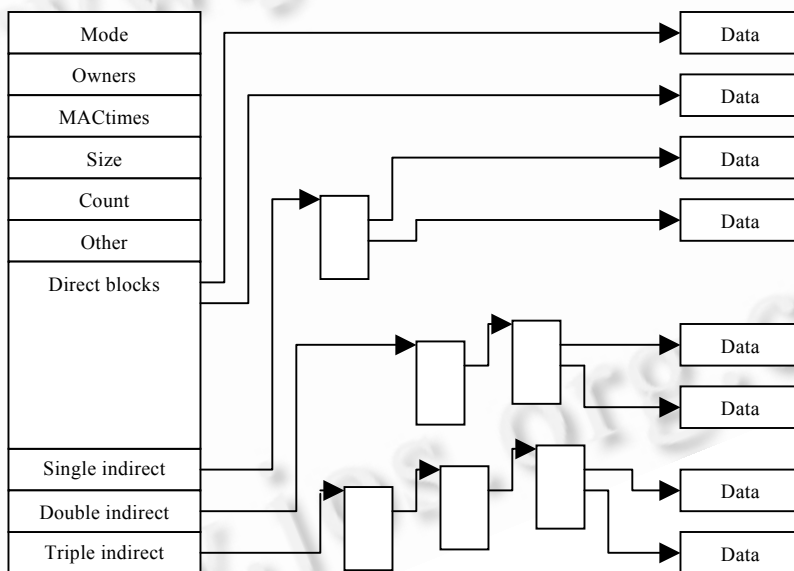 Mode
Owners
MACtimes
Size
Count
Other
Direct blocks
Single indirect
Double indirect
Triple indirect
Data
Data
Data
Data
Data
Data
Data
Data